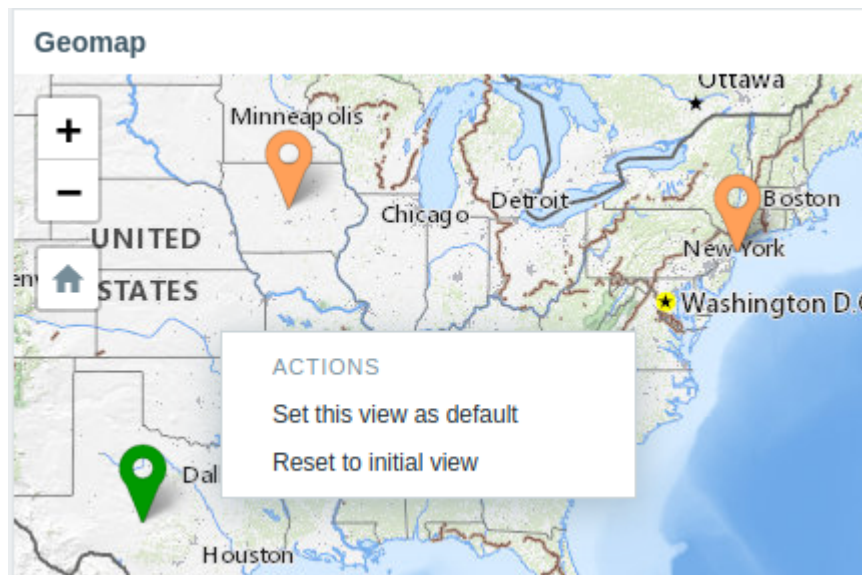 Geomap
Ottawa
+
Minneapolis
−
Detroit
Boston
Chicago
UNITED
New York
STATES
Washington D.
ACTIONS
Set this view as default
Reset to initial view
Houston